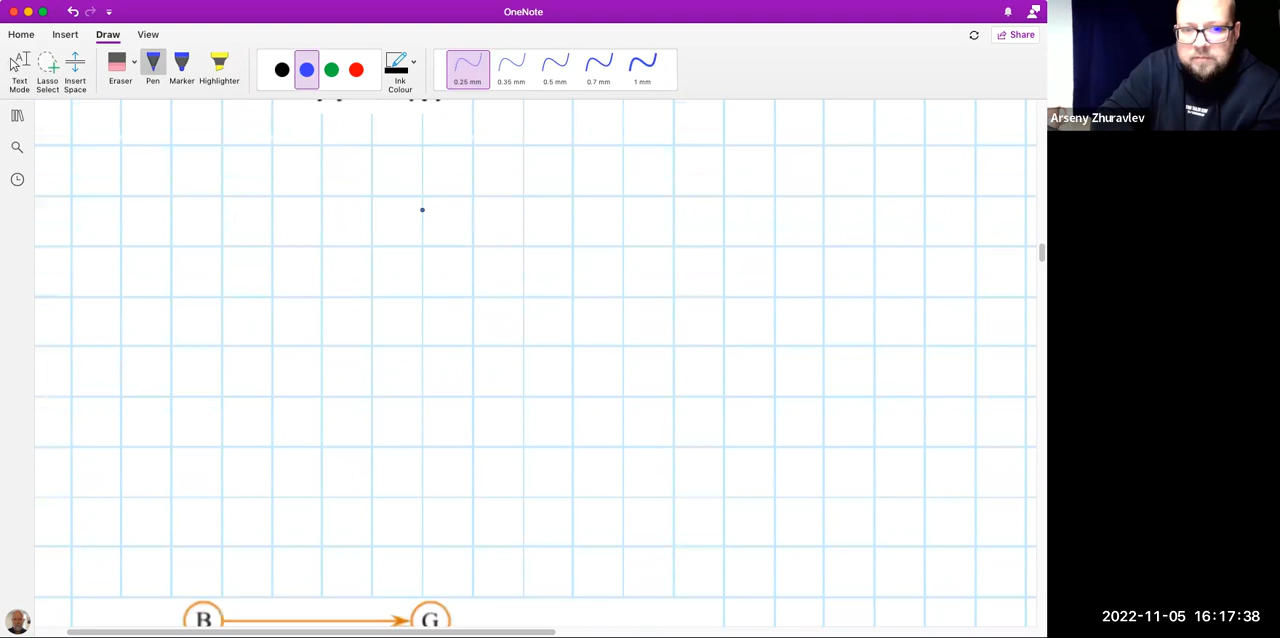 OneNote
Home Insert Draw View
Share
Text Mode
Lasso Select
Insert Space
Eraser
Pen
Marker
Highlighter
Ink Colour
0.25 mm
0.35 mm
0.5 mm
0.7 mm
1 mm
Arseny Zhuravlev
B G
2022-11-05 16:17:38